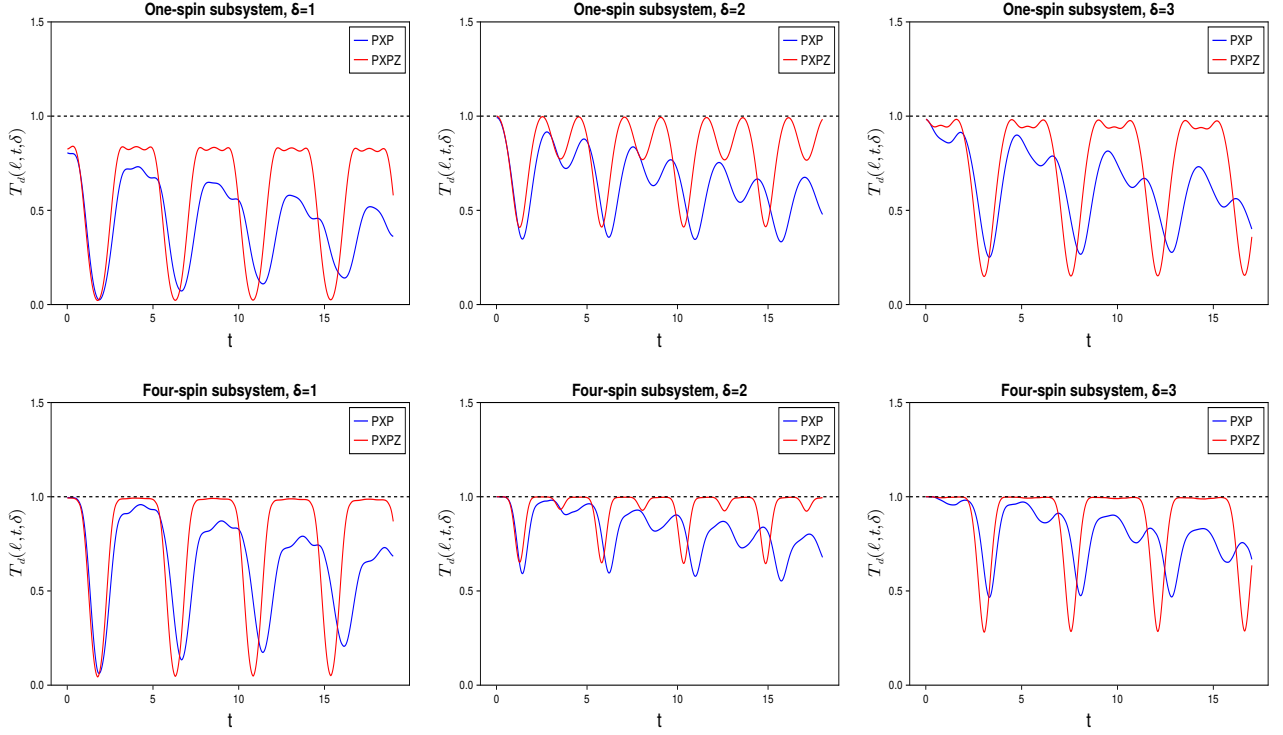 One-spin subsystem, δ=1
T_d(ℓ,t,δ)
1.5
1.0
0.5
0.0
PXP
PXPZ
0
5
10
15
t
One-spin subsystem, δ=2
T_d(ℓ,t,δ)
1.5
1.0
0.5
0.0
PXP
PXPZ
0
5
10
15
t
One-spin subsystem, δ=3
T_d(ℓ,t,δ)
1.5
1.0
0.5
0.0
PXP
PXPZ
0
5
10
15
t
Four-spin subsystem, δ=1
T_d(ℓ,t,δ)
1.5
1.0
0.5
0.0
PXP
PXPZ
0
5
10
15
t
Four-spin subsystem, δ=2
T_d(ℓ,t,δ)
1.5
1.0
0.5
0.0
PXP
PXPZ
0
5
10
15
t
Four-spin subsystem, δ=3
T_d(ℓ,t,δ)
1.5
1.0
0.5
0.0
PXP
PXPZ
0
5
10
15
t